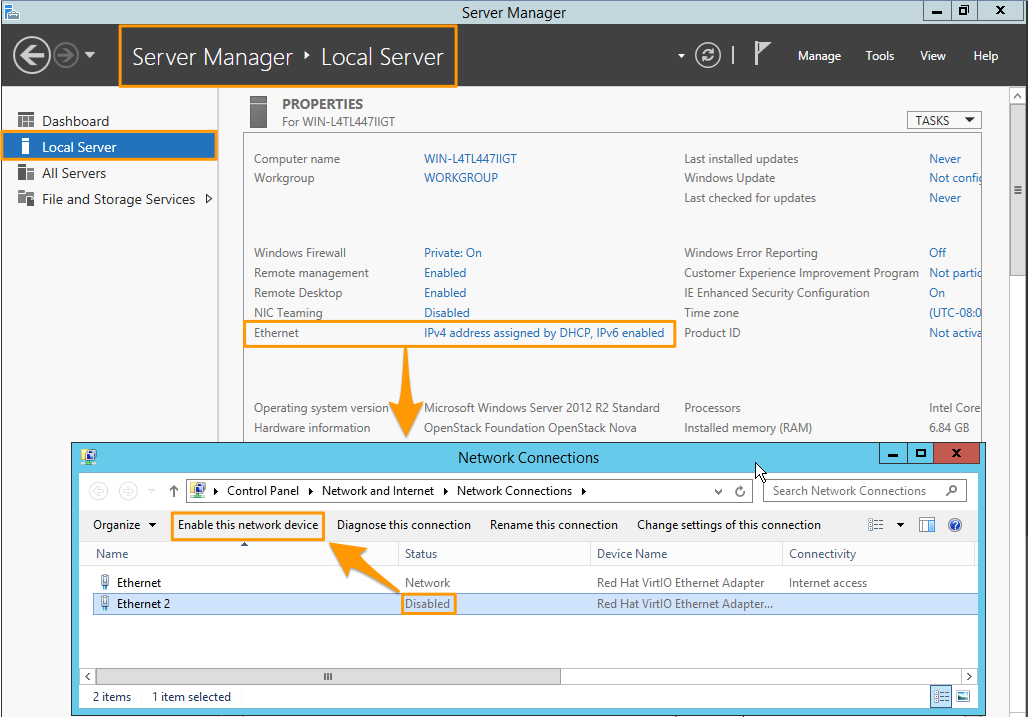 Server Manager
Server Manager ‣ Local Server
Manage Tools View Help
Dashboard
Local Server
All Servers
File and Storage Services
PROPERTIES
For WIN-L4TL447IIGT
TASKS
Computer name WIN-L4TL447IIGT Last installed updates Never
Workgroup WORKGROUP Windows Update Not config
Last checked for updates Never
Windows Firewall Private: On Windows Error Reporting Off
Remote management Enabled Customer Experience Improvement Program Not partic
Remote Desktop Enabled IE Enhanced Security Configuration On
NIC Teaming Disabled Time zone (UTC-08:0
Ethernet IPv4 address assigned by DHCP, IPv6 enabled Product ID Not activa
Operating system version Microsoft Windows Server 2012 R2 Standard Processors Intel Core
Hardware information OpenStack Foundation OpenStack Nova Installed memory (RAM) 6.84 GB
Network Connections
Control Panel Network and Internet Network Connections
Search Network Connections
Organize Enable this network device Diagnose this connection Rename this connection Change settings of this connection
Name Status Device Name Connectivity
Ethernet Network Red Hat VirtIO Ethernet Adapter Internet access
Ethernet 2 Disabled Red Hat VirtIO Ethernet Adapter...
2 items 1 item selected